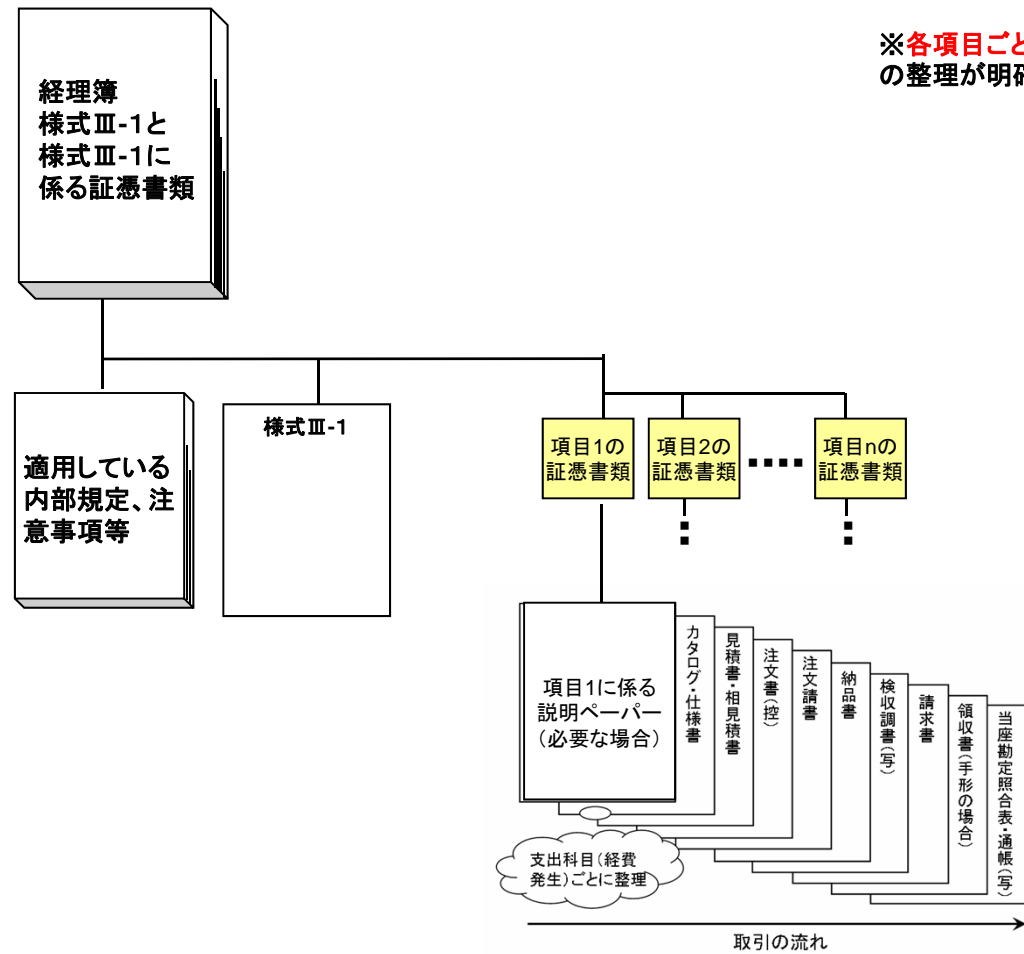 ※各項目ごと
の整理が明確
経理簿
様式Ⅲ-1と
様式Ⅲ-1に
係る証憑書類
適用している
内部規定、注
意事項等
様式Ⅲ-1
項目1の
証憑書類
項目2の
証憑書類
項目nの
証憑書類
項目1に係る
説明ペーパー
（必要な場合）
カタログ・仕様書
見積書・相見積書
注文書（控）
注文請書
納品書
検収調書（写）
請求書
領収書（手形の場合）
当座勘定照合表・通帳（写）
支出科目（経費
発生）ごとに整理
取引の流れ